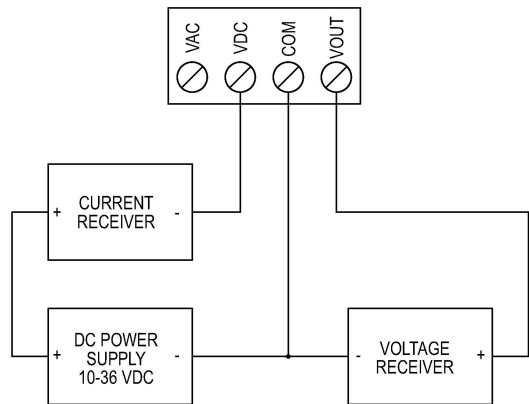 VAC VDC COM VOUT
+ CURRENT RECEIVER -
+ DC POWER SUPPLY 10-36 VDC -
- VOLTAGE RECEIVER +